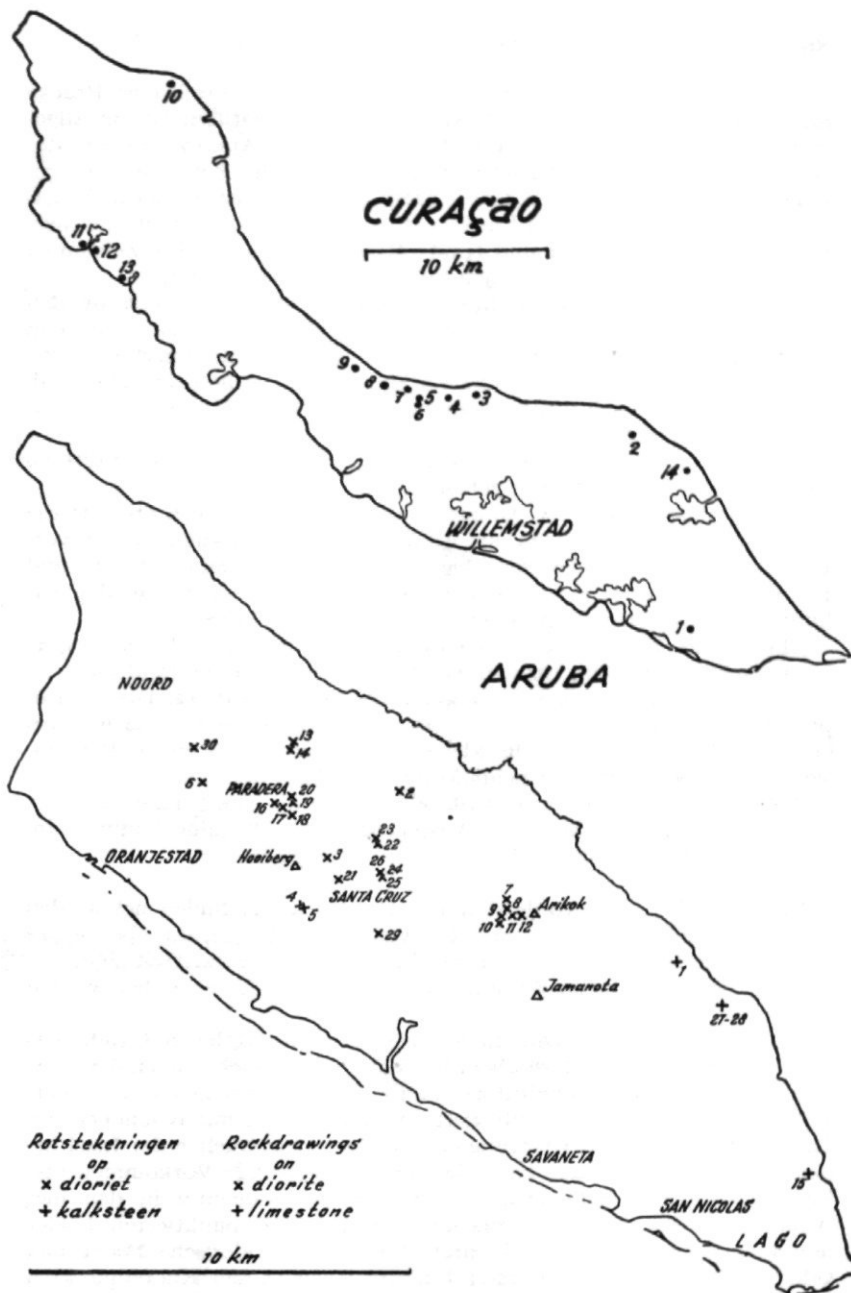 10
CURAÇAO
10 km
11
12
13
9
8
7
5
6
4
3
2
14
WILLEMSTAD
1
ARUBA
NOORD
30
13
14
6
PARADERA
20
16
19
17
18
2
23
22
ORANJESTAD
Hooiberg
3
26
24
21
25
SANTA CRUZ
4
5
29
7
8
9
Arikok
10
11
12
1
Jamanota
27-28
Rotstekeningen Rockdrawings
op on
x dioriet x diorite
+ kalksteen + limestone
SAVANETA
15
SAN NICOLAS
LAGO
10 km